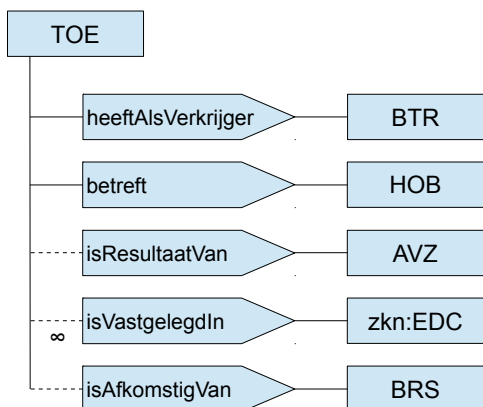 TOE
heeftAlsVerkrijger BTR
betreft HOB
isResultaatVan AVZ
isVastgelegdIn zkn:EDC
∞
isAfkomstigVan BRS